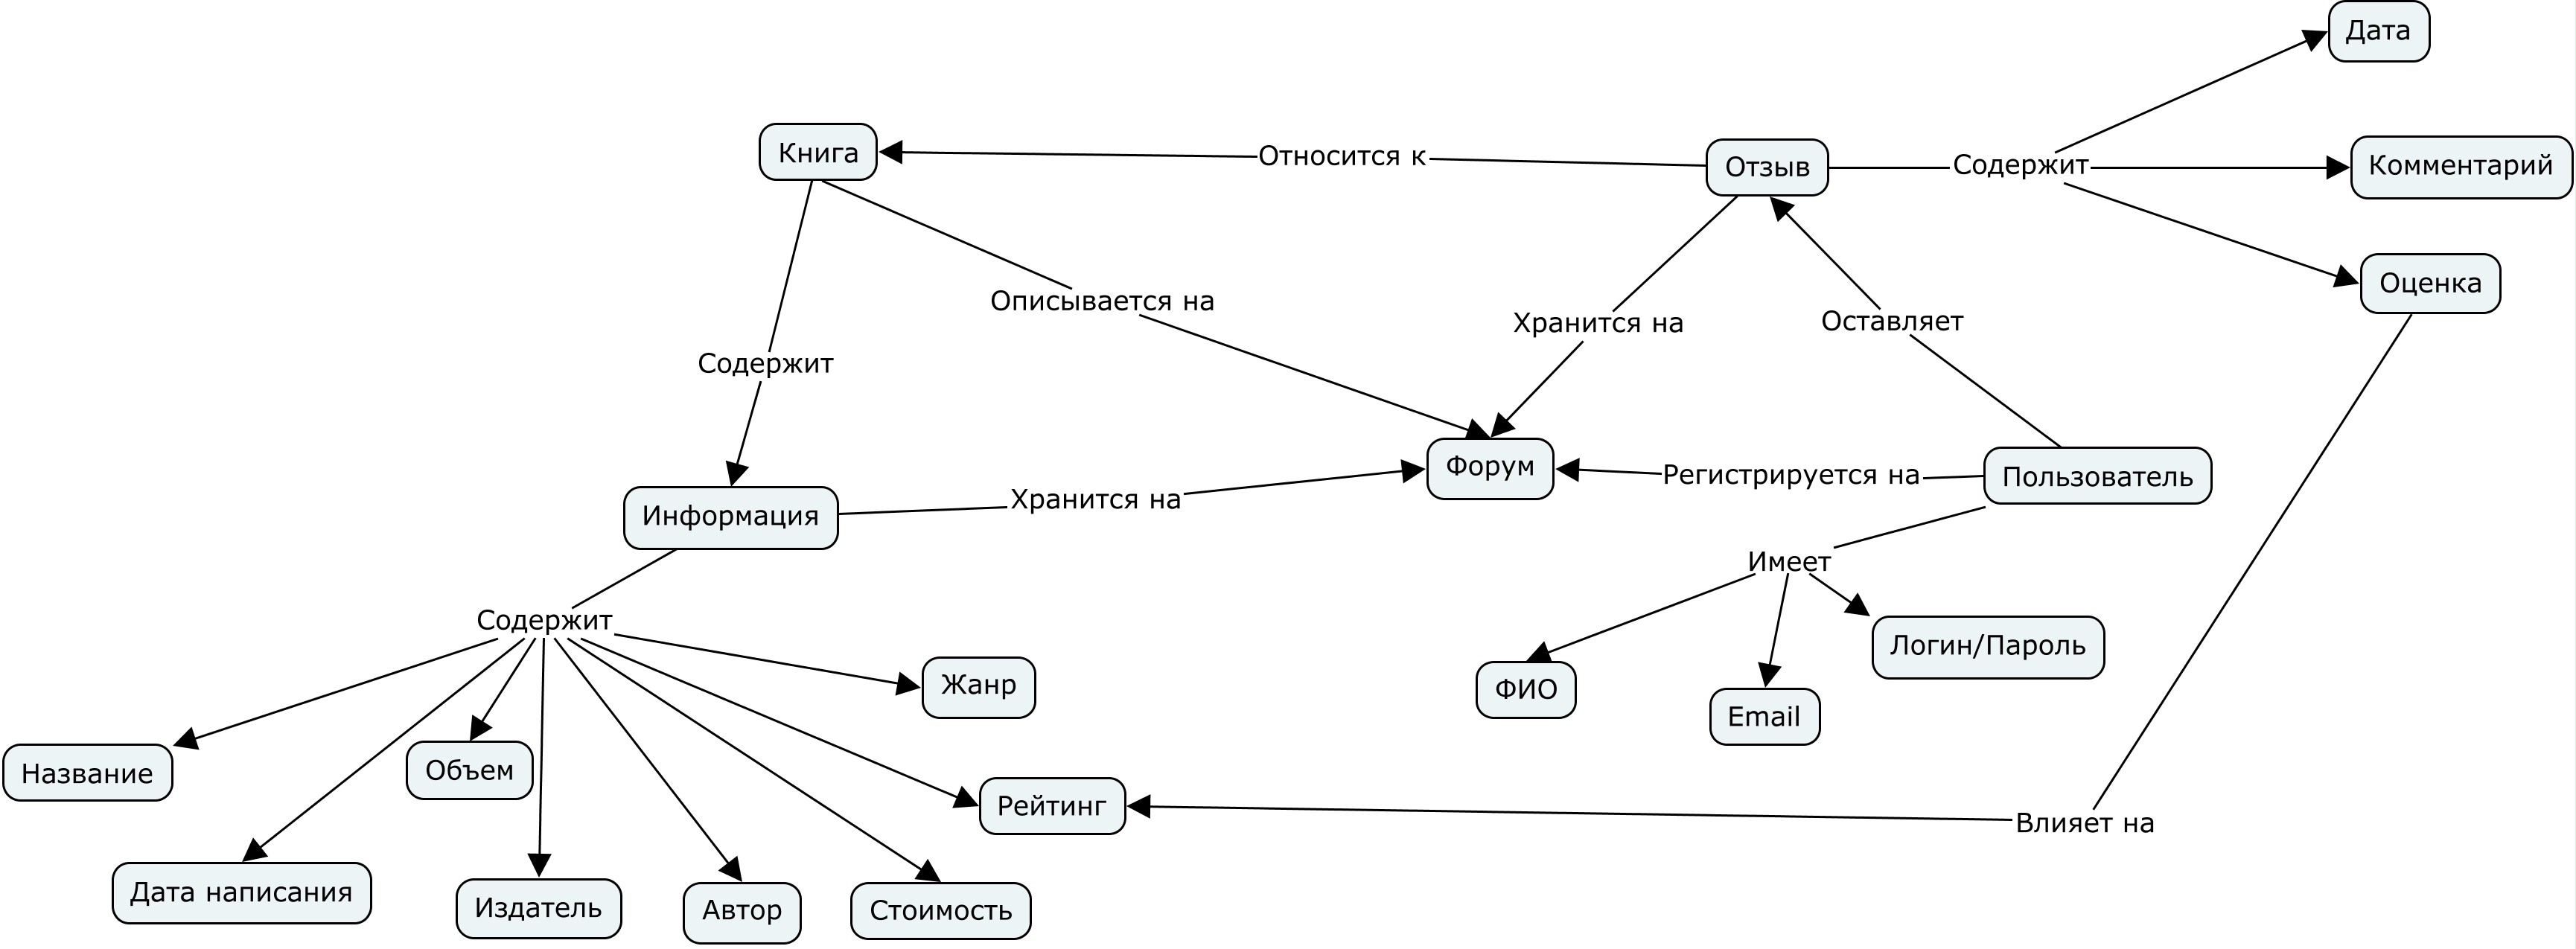 Дата
Книга
Относится к
Отзыв
Содержит
Комментарий
Оценка
Описывается на
Хранится на
Оставляет
Содержит
Форум
Регистрируется на
Пользователь
Информация
Хранится на
Имеет
Содержит
Логин/Пароль
Жанр
ФИО
Email
Название
Объем
Рейтинг
Влияет на
Дата написания
Издатель
Автор
Стоимость